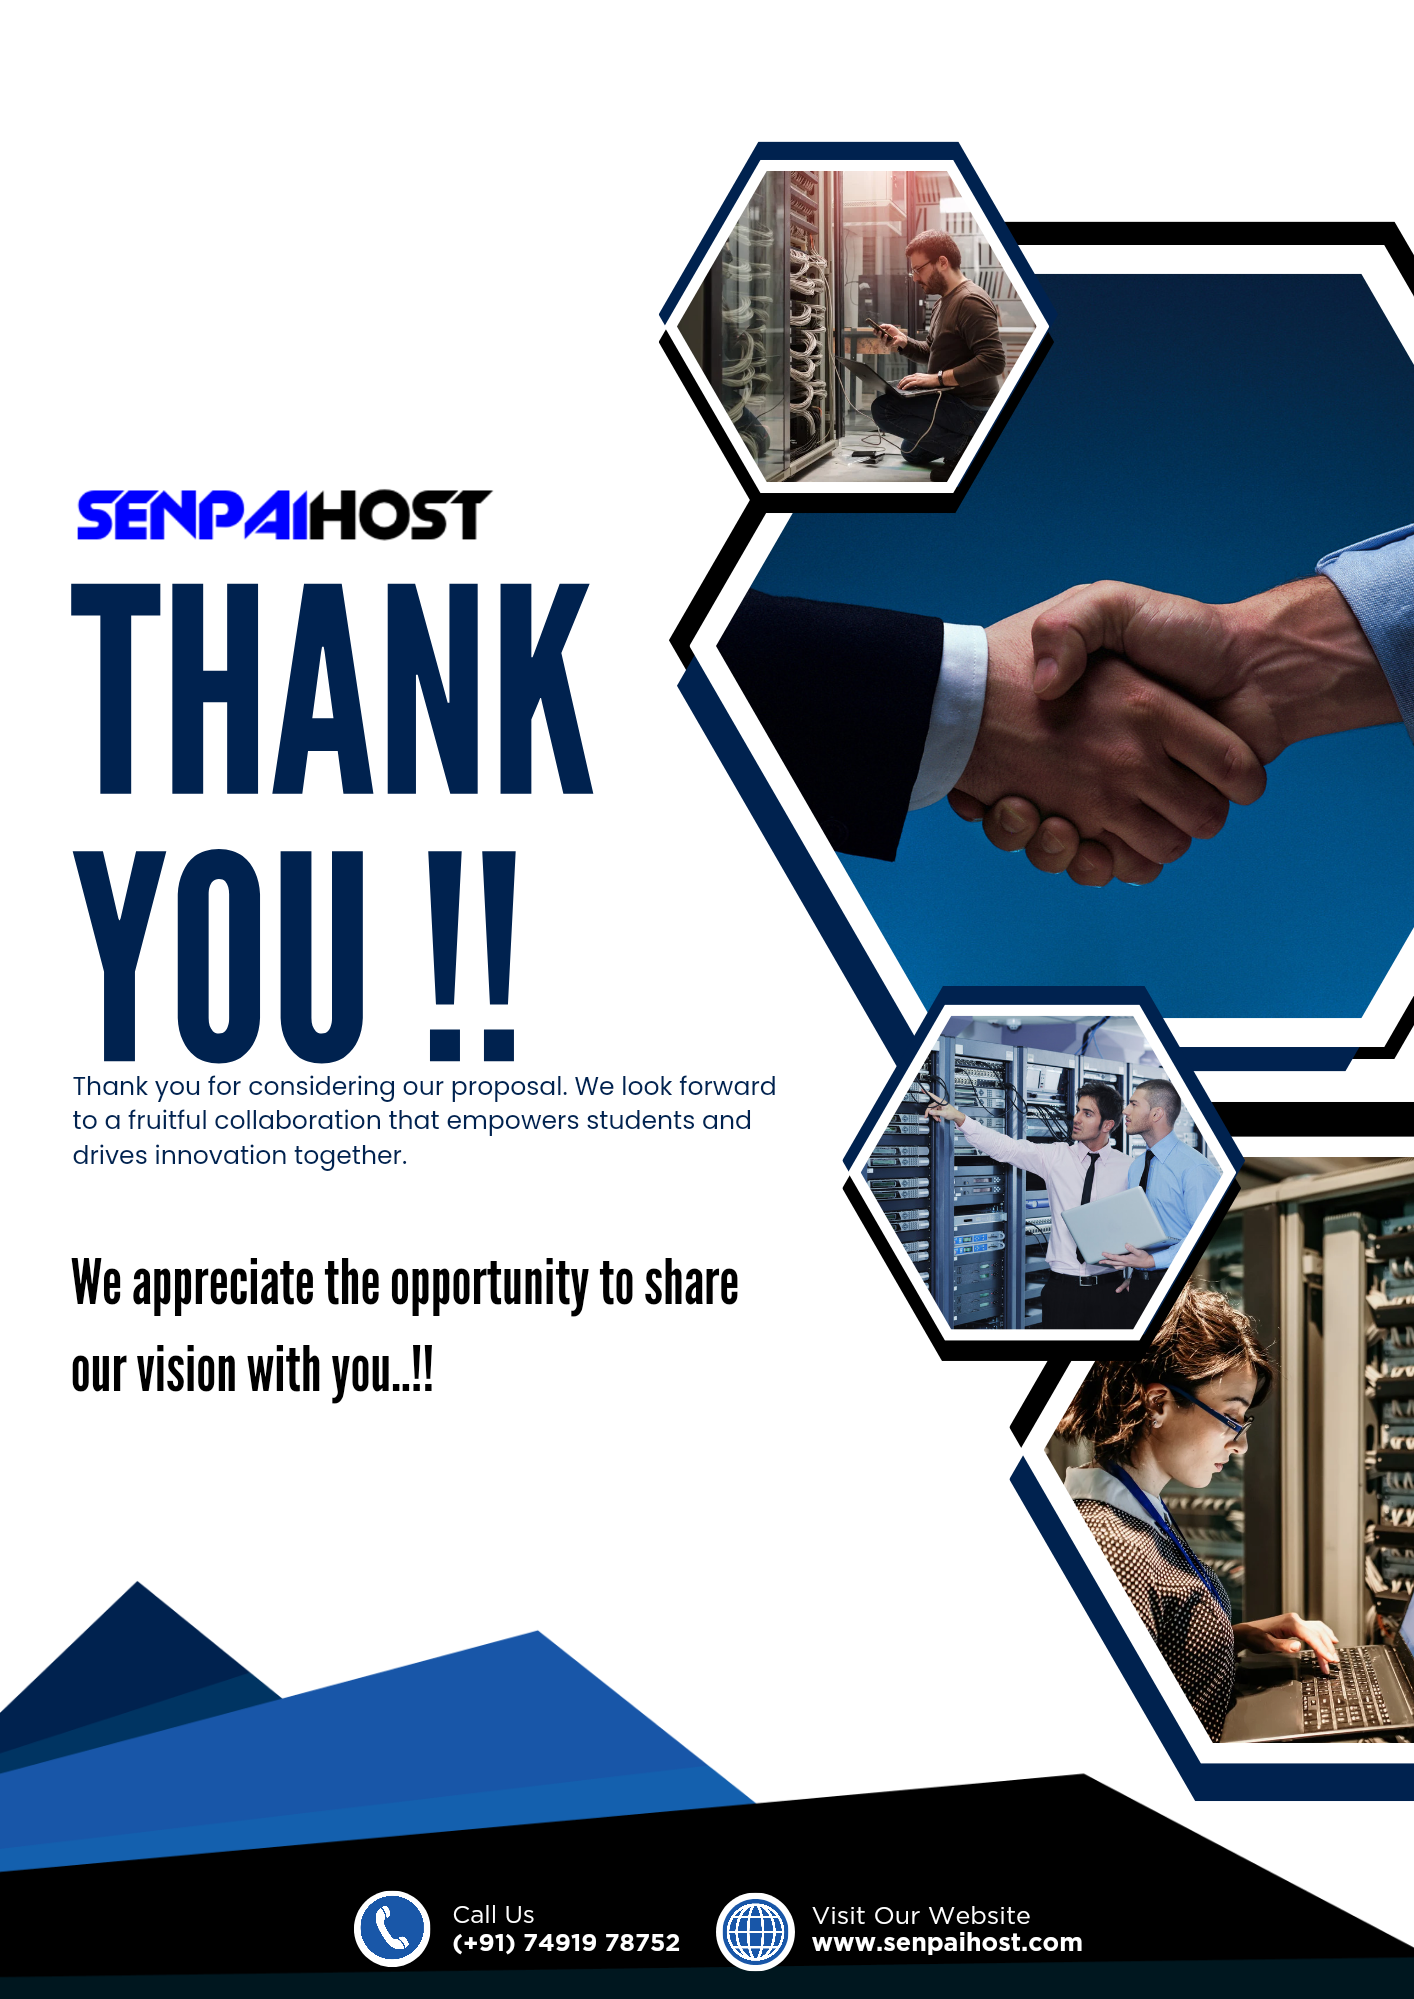 SENPAIHOST
THANK
YOU !!
Thank you for considering our proposal. We look forward
to a fruitful collaboration that empowers students and
drives innovation together.
We appreciate the opportunity to share
our vision with you..!!
Call Us
(+91) 74919 78752
Visit Our Website
www.senpaihost.com